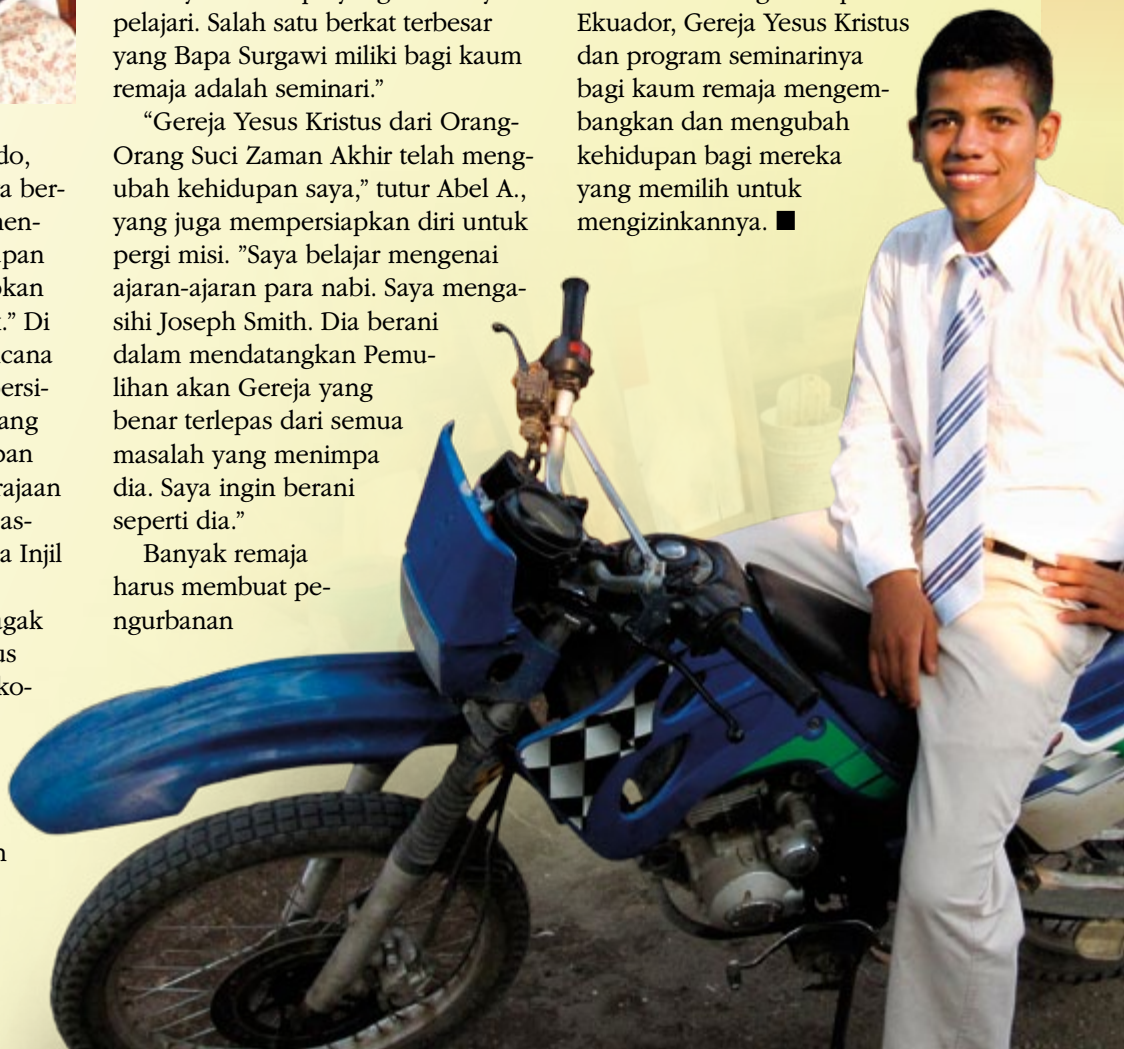 do,
a ber-
men-
apan
kan
." Di
cana
persi-
ang
pan
rajaan
as-
a Injil
agak
us
ko-
n
pelajari. Salah satu berkat terbesar
yang Bapa Surgawi miliki bagi kaum
remaja adalah seminari.”
“Gereja Yesus Kristus dari Orang-
Orang Suci Zaman Akhir telah meng-
ubah kehidupan saya,” tutur Abel A.,
yang juga mempersiapkan diri untuk
pergi misi. ”Saya belajar mengenai
ajaran-ajaran para nabi. Saya menga-
sihi Joseph Smith. Dia berani
dalam mendatangkan Pemu-
lihan akan Gereja yang
benar terlepas dari semua
masalah yang menimpa
dia. Saya ingin berani
seperti dia.”
Banyak remaja
harus membuat pe-
ngurbanan
Ekuador, Gereja Yesus Kristus
dan program seminarinya
bagi kaum remaja mengem-
bangkan dan mengubah
kehidupan bagi mereka
yang memilih untuk
mengizinkannya. ■